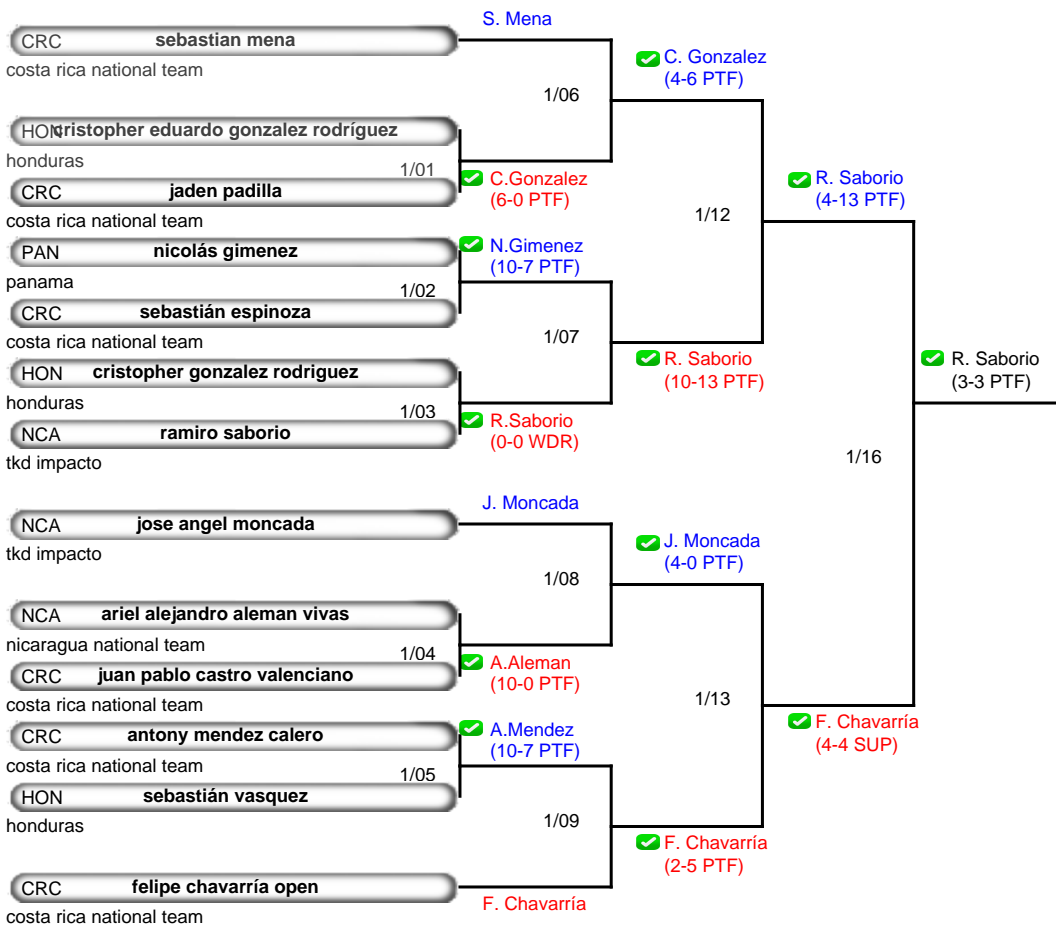 S. Mena
CRC sebastian mena
costa rica national team
C. Gonzalez
(4-6 PTF)
1/06
HON cristopher eduardo gonzalez rodríguez
honduras
1/01
CRC jaden padilla
costa rica national team
C.Gonzalez
(6-0 PTF)
R. Saborio
(4-13 PTF)
1/12
PAN nicolás gimenez
panama
N.Gimenez
(10-7 PTF)
1/02
CRC sebastián espinoza
costa rica national team
1/07
HON cristopher gonzalez rodriguez
honduras
R. Saborio
(10-13 PTF)
R. Saborio
(3-3 PTF)
1/03
NCA ramiro saborio
tkd impacto
R.Saborio
(0-0 WDR)
1/16
J. Moncada
NCA jose angel moncada
tkd impacto
J. Moncada
(4-0 PTF)
1/08
NCA ariel alejandro aleman vivas
nicaragua national team
1/04
CRC juan pablo castro valenciano
costa rica national team
A.Aleman
(10-0 PTF)
1/13
CRC antony mendez calero
costa rica national team
A.Mendez
(10-7 PTF)
F. Chavarría
(4-4 SUP)
1/05
HON sebastián vasquez
honduras
1/09
F. Chavarría
(2-5 PTF)
CRC felipe chavarría open
costa rica national team
F. Chavarría